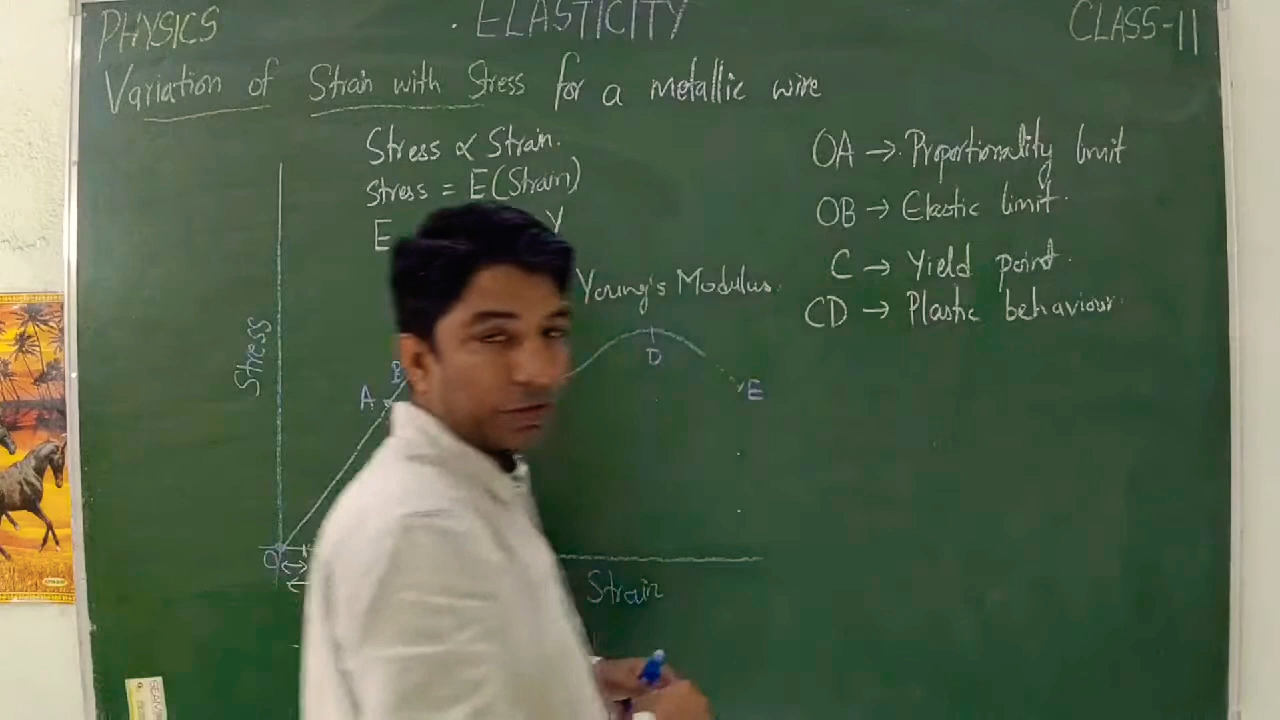 PHYSICS
ELASTICITY
CLASS-11
Variation of Strain with Stress for a metallic wire
Stress ∝ Strain.
Stress = E(Strain)
E
Y
Young's Modulus.
OA → Proportionality limit
OB → Elastic limit.
C → Yield point.
CD → Plastic behaviour.
Stress
A
B
D
E
O
Strain